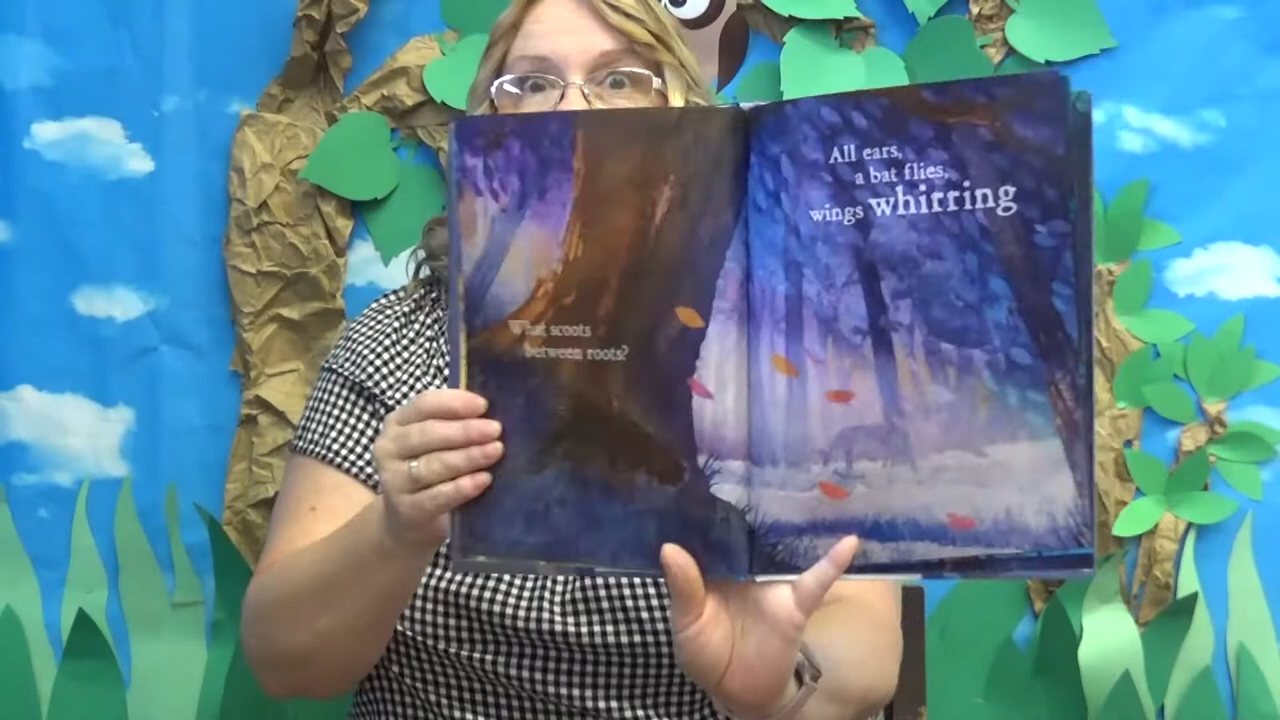 What scoots
between roots?
All ears,
a bat flies,
wings whirring